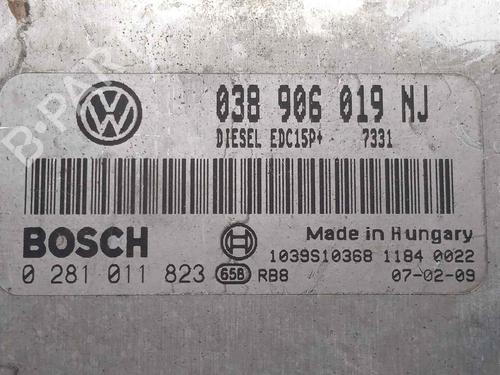 B-PARTS
038 906 019 NJ
DIESEL EDC15P+ 7331
BOSCH
Made in Hungary
1039S10368 1184 0022
0 281 011 823 658 RB8 07-02-09